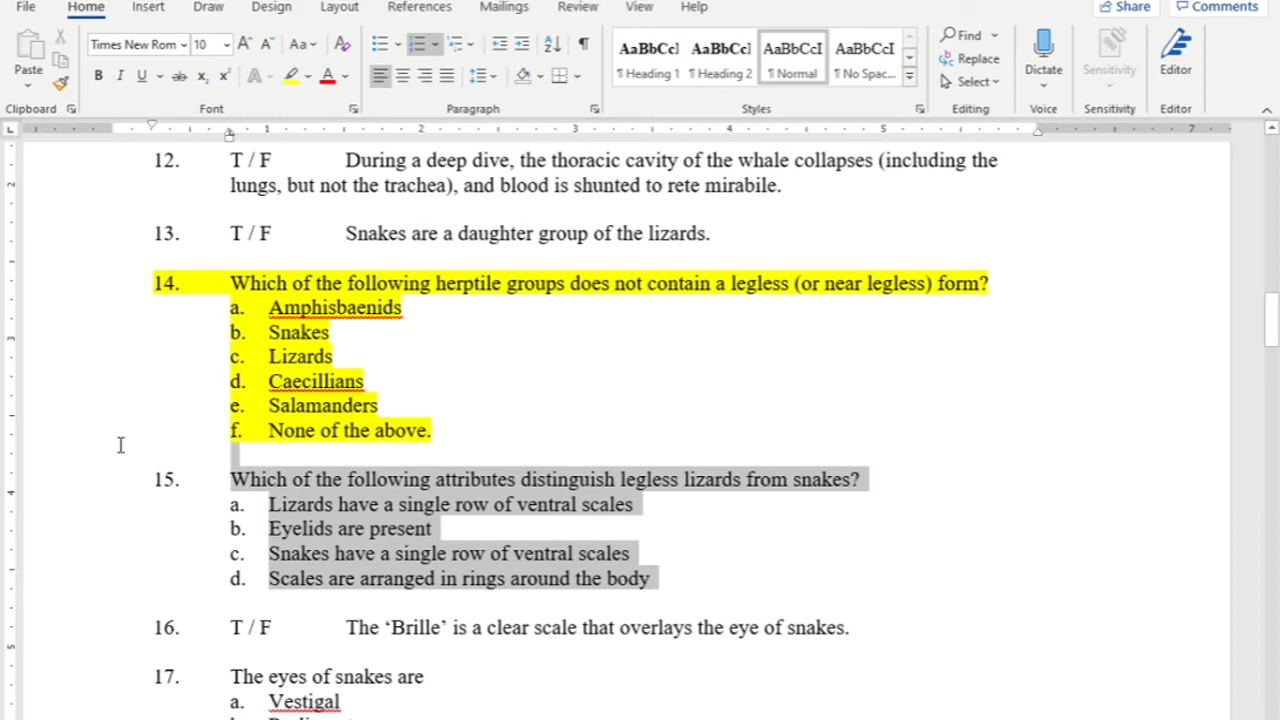 File Home Insert Draw Design Layout References Mailings Review View Help Share Comments
Times New Rom 10 Aa Find
Paste Replace
Select
AaBbCcI AaBbCcI AaBbCcI AaBbCcI
Heading 1 Heading 2 Normal No Spac...
Dictate Sensitivity Editor
Clipboard Font Paragraph Styles Editing Voice Sensitivity Editor
1 2 3 4 5 7
12. T / F During a deep dive, the thoracic cavity of the whale collapses (including the
lungs, but not the trachea), and blood is shunted to rete mirabile.
13. T / F Snakes are a daughter group of the lizards.
14. Which of the following herptile groups does not contain a legless (or near legless) form?
a. Amphisbaenids
b. Snakes
c. Lizards
d. Caecillians
e. Salamanders
f. None of the above.
15. Which of the following attributes distinguish legless lizards from snakes?
a. Lizards have a single row of ventral scales
b. Eyelids are present
c. Snakes have a single row of ventral scales
d. Scales are arranged in rings around the body
16. T / F The ‘Brille’ is a clear scale that overlays the eye of snakes.
17. The eyes of snakes are
a. Vestigal